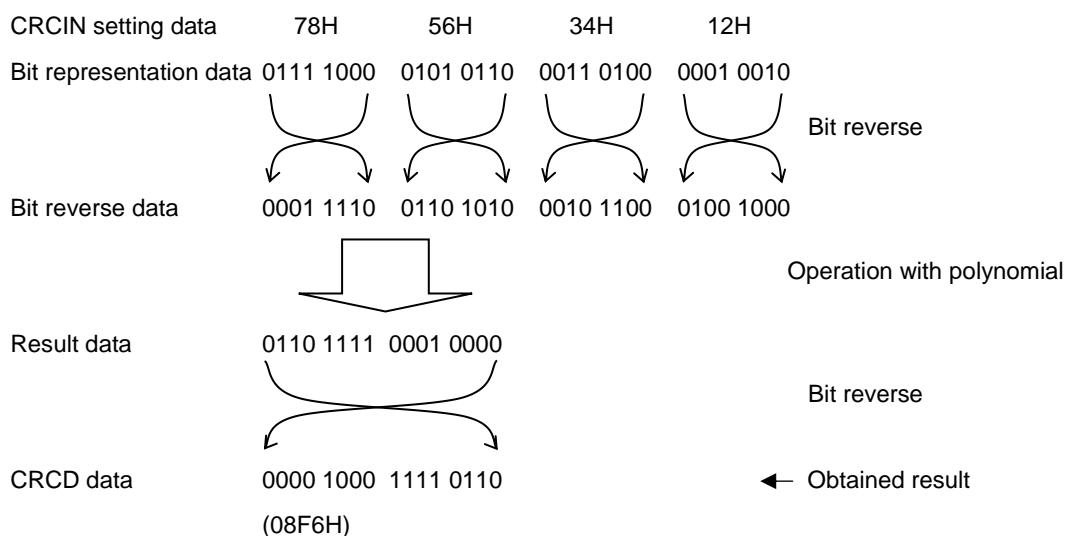 CRCIN setting data 78H 56H 34H 12H
Bit representation data 0111 1000 0101 0110 0011 0100 0001 0010
Bit reverse
Bit reverse data 0001 1110 0110 1010 0010 1100 0100 1000
Operation with polynomial
Result data 0110 1111 0001 0000
Bit reverse
CRCD data 0000 1000 1111 0110 Obtained result
(08F6H)